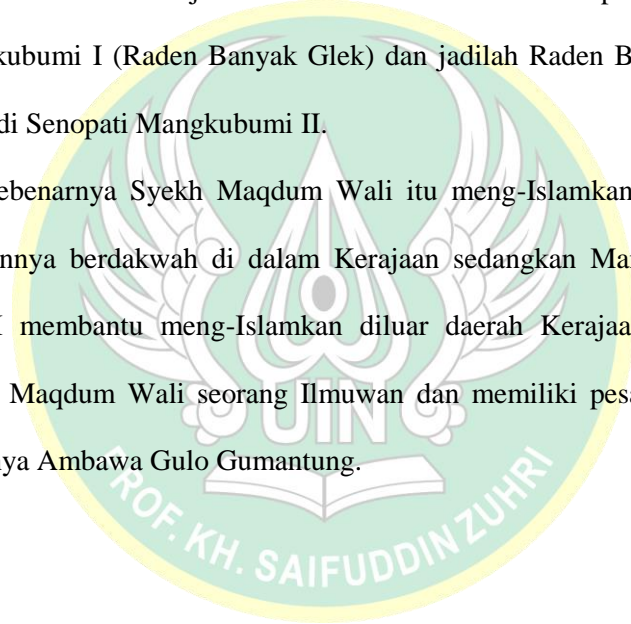 kubumi I (Raden Banyak Glek) dan jadilah Raden B
di Senopati Mangkubumi II.
ebenarnya Syekh Maqdum Wali itu meng-Islamkan
nnya berdakwah di dalam Kerajaan sedangkan Ma
membantu meng-Islamkan diluar daerah Kerajaa
Maqdum Wali seorang Ilmuwan dan memiliki pesa
nya Ambawa Gulo Gumantung.
UIN
PROF. KH. SAIFUDDIN ZUHRI